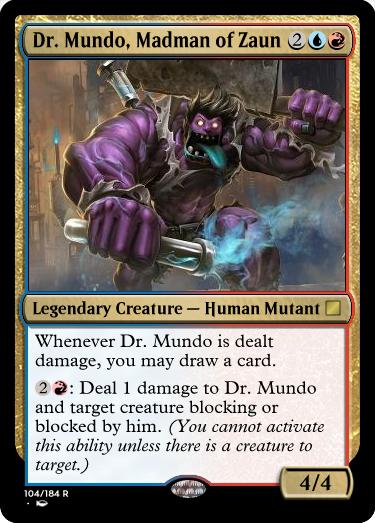 Dr. Mundo, Madman of Zaun 2
Legendary Creature — Human Mutant
Whenever Dr. Mundo is dealt
damage, you may draw a card.
2: Deal 1 damage to Dr. Mundo
and target creature blocking or
blocked by him. (You cannot activate
this ability unless there is a creature to
target.)
4/4
104/184 R